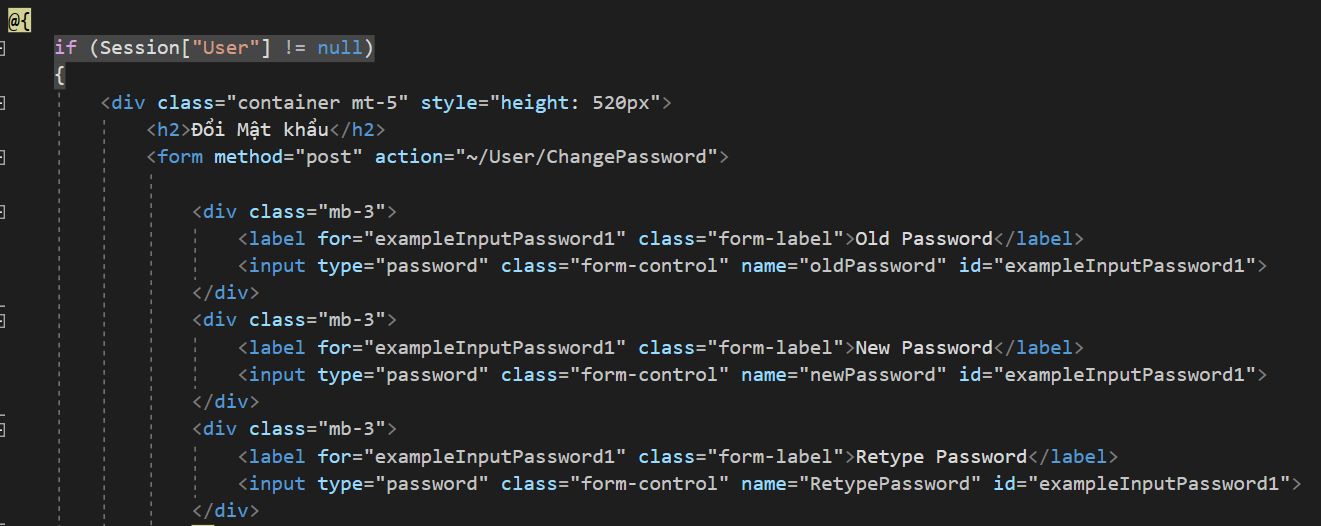 @{
if (Session["User"] != null)
{
<div class="container mt-5" style="height: 520px">
<h2>Đổi Mật khẩu</h2>
<form method="post" action="~/User/ChangePassword">
<div class="mb-3">
<label for="exampleInputPassword1" class="form-label">Old Password</label>
<input type="password" class="form-control" name="oldPassword" id="exampleInputPassword1">
</div>
<div class="mb-3">
<label for="exampleInputPassword1" class="form-label">New Password</label>
<input type="password" class="form-control" name="newPassword" id="exampleInputPassword1">
</div>
<div class="mb-3">
<label for="exampleInputPassword1" class="form-label">Retype Password</label>
<input type="password" class="form-control" name="RetypePassword" id="exampleInputPassword1">
</div>